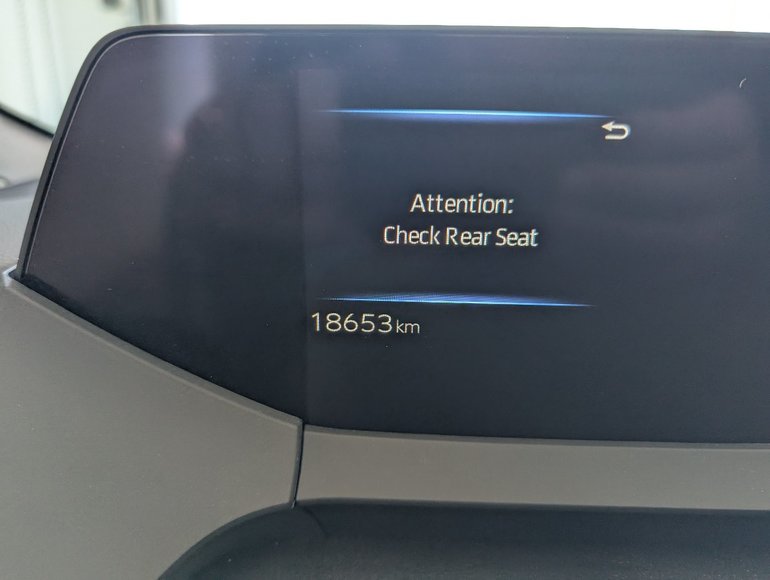 Attention:
Check Rear Seat
18653km